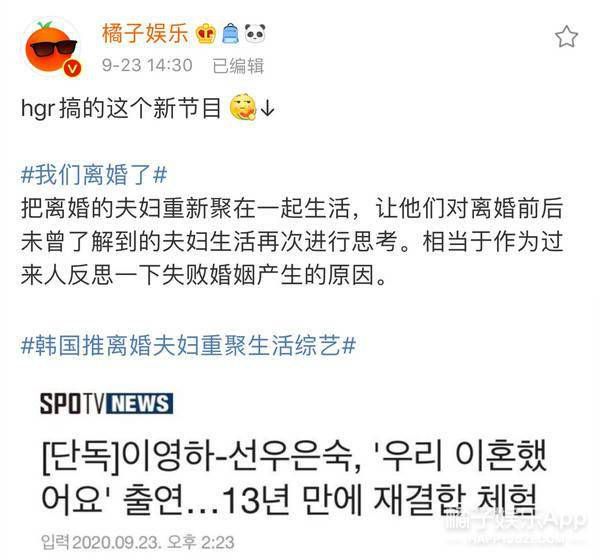 橘子娱乐
9-23 14:30 已编辑
hgr搞的这个新节目↓
#我们离婚了#
把离婚的夫妇重新聚在一起生活，让他们对离婚前后
未曾了解到的夫妇生活再次进行思考。相当于作为过
来人反思一下失败婚姻产生的原因。
#韩国推离婚夫妇重聚生活综艺#
SPOTV NEWS
[단독]이영하-선우은숙, '우리 이혼했
어요' 출연…13년 만에 재결합 체험
입력 2020.09.23. 오후 2:23
橘子娱乐App
HAPPYJUZI.COM